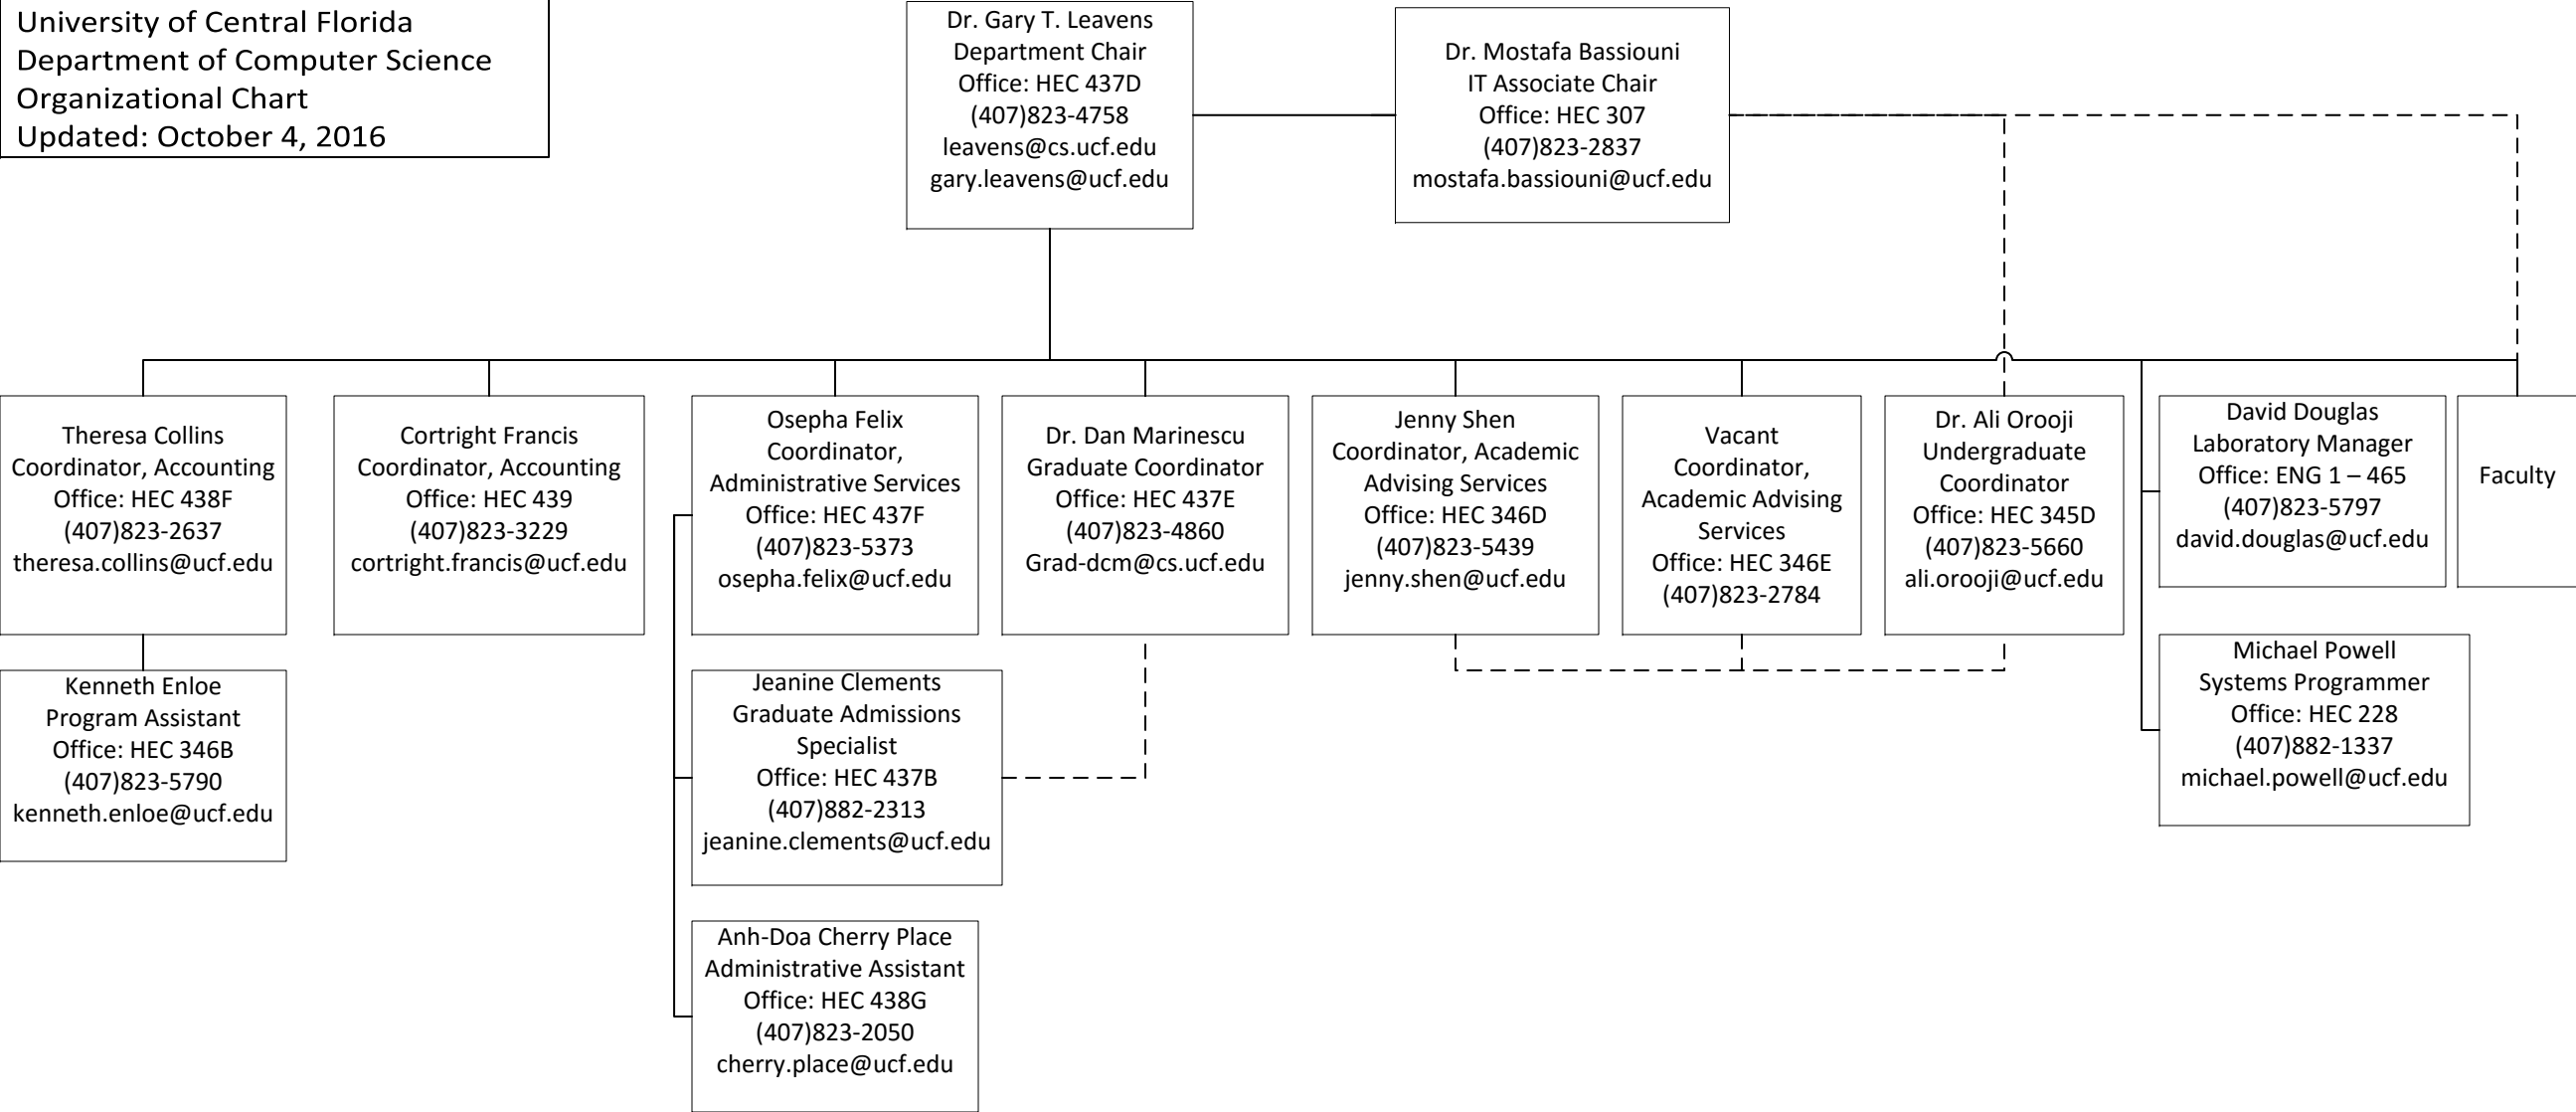 University of Central Florida
Department of Computer Science
Organizational Chart
Updated: October 4, 2016
Dr. Gary T. Leavens
Department Chair
Office: HEC 437D
(407)823-4758
leavens@cs.ucf.edu
gary.leavens@ucf.edu
Dr. Mostafa Bassiouni
IT Associate Chair
Office: HEC 307
(407)823-2837
mostafa.bassiouni@ucf.edu
Theresa Collins
Coordinator, Accounting
Office: HEC 438F
(407)823-2637
theresa.collins@ucf.edu
Cortright Francis
Coordinator, Accounting
Office: HEC 439
(407)823-3229
cortright.francis@ucf.edu
Osepha Felix
Coordinator,
Administrative Services
Office: HEC 437F
(407)823-5373
osepha.felix@ucf.edu
Dr. Dan Marinescu
Graduate Coordinator
Office: HEC 437E
(407)823-4860
Grad-dcm@cs.ucf.edu
Jenny Shen
Coordinator, Academic
Advising Services
Office: HEC 346D
(407)823-5439
jenny.shen@ucf.edu
Vacant
Coordinator,
Academic Advising
Services
Office: HEC 346E
(407)823-2784
Dr. Ali Orooji
Undergraduate
Coordinator
Office: HEC 345D
(407)823-5660
ali.orooji@ucf.edu
David Douglas
Laboratory Manager
Office: ENG 1 – 465
(407)823-5797
david.douglas@ucf.edu
Faculty
Kenneth Enloe
Program Assistant
Office: HEC 346B
(407)823-5790
kenneth.enloe@ucf.edu
Jeanine Clements
Graduate Admissions
Specialist
Office: HEC 437B
(407)882-2313
jeanine.clements@ucf.edu
Michael Powell
Systems Programmer
Office: HEC 228
(407)882-1337
michael.powell@ucf.edu
Anh-Doa Cherry Place
Administrative Assistant
Office: HEC 438G
(407)823-2050
cherry.place@ucf.edu